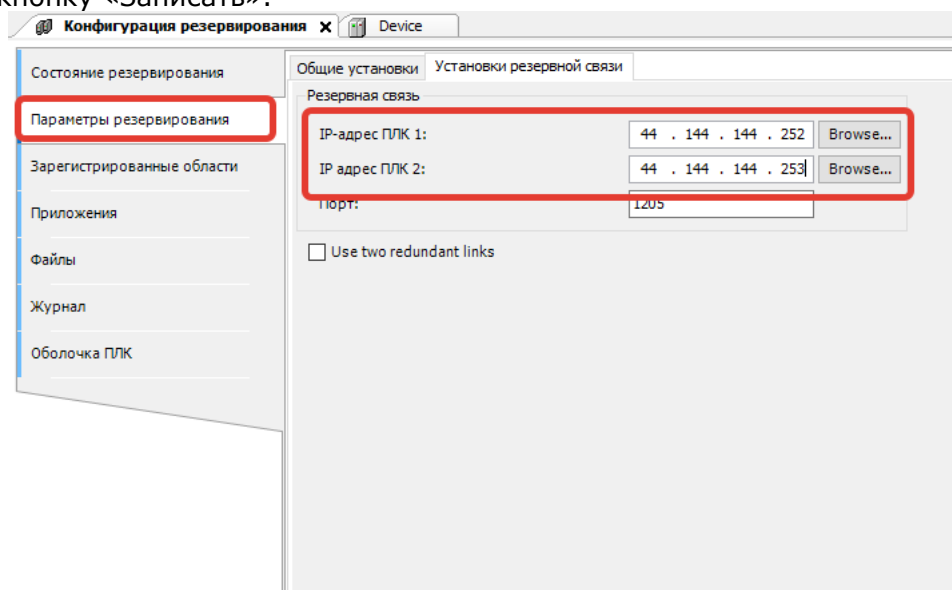 кнопку «Записать».
Конфигурация резервирования x Device
Состояние резервирования
Параметры резервирования
Зарегистрированные области
Приложения
Файлы
Журнал
Оболочка ПЛК
Общие установки Установки резервной связи
Резервная связь
IP-адрес ПЛК 1: 44 . 144 . 144 . 252 Browse...
IP адрес ПЛК 2: 44 . 144 . 144 . 253 Browse...
Порт: 1205
Use two redundant links